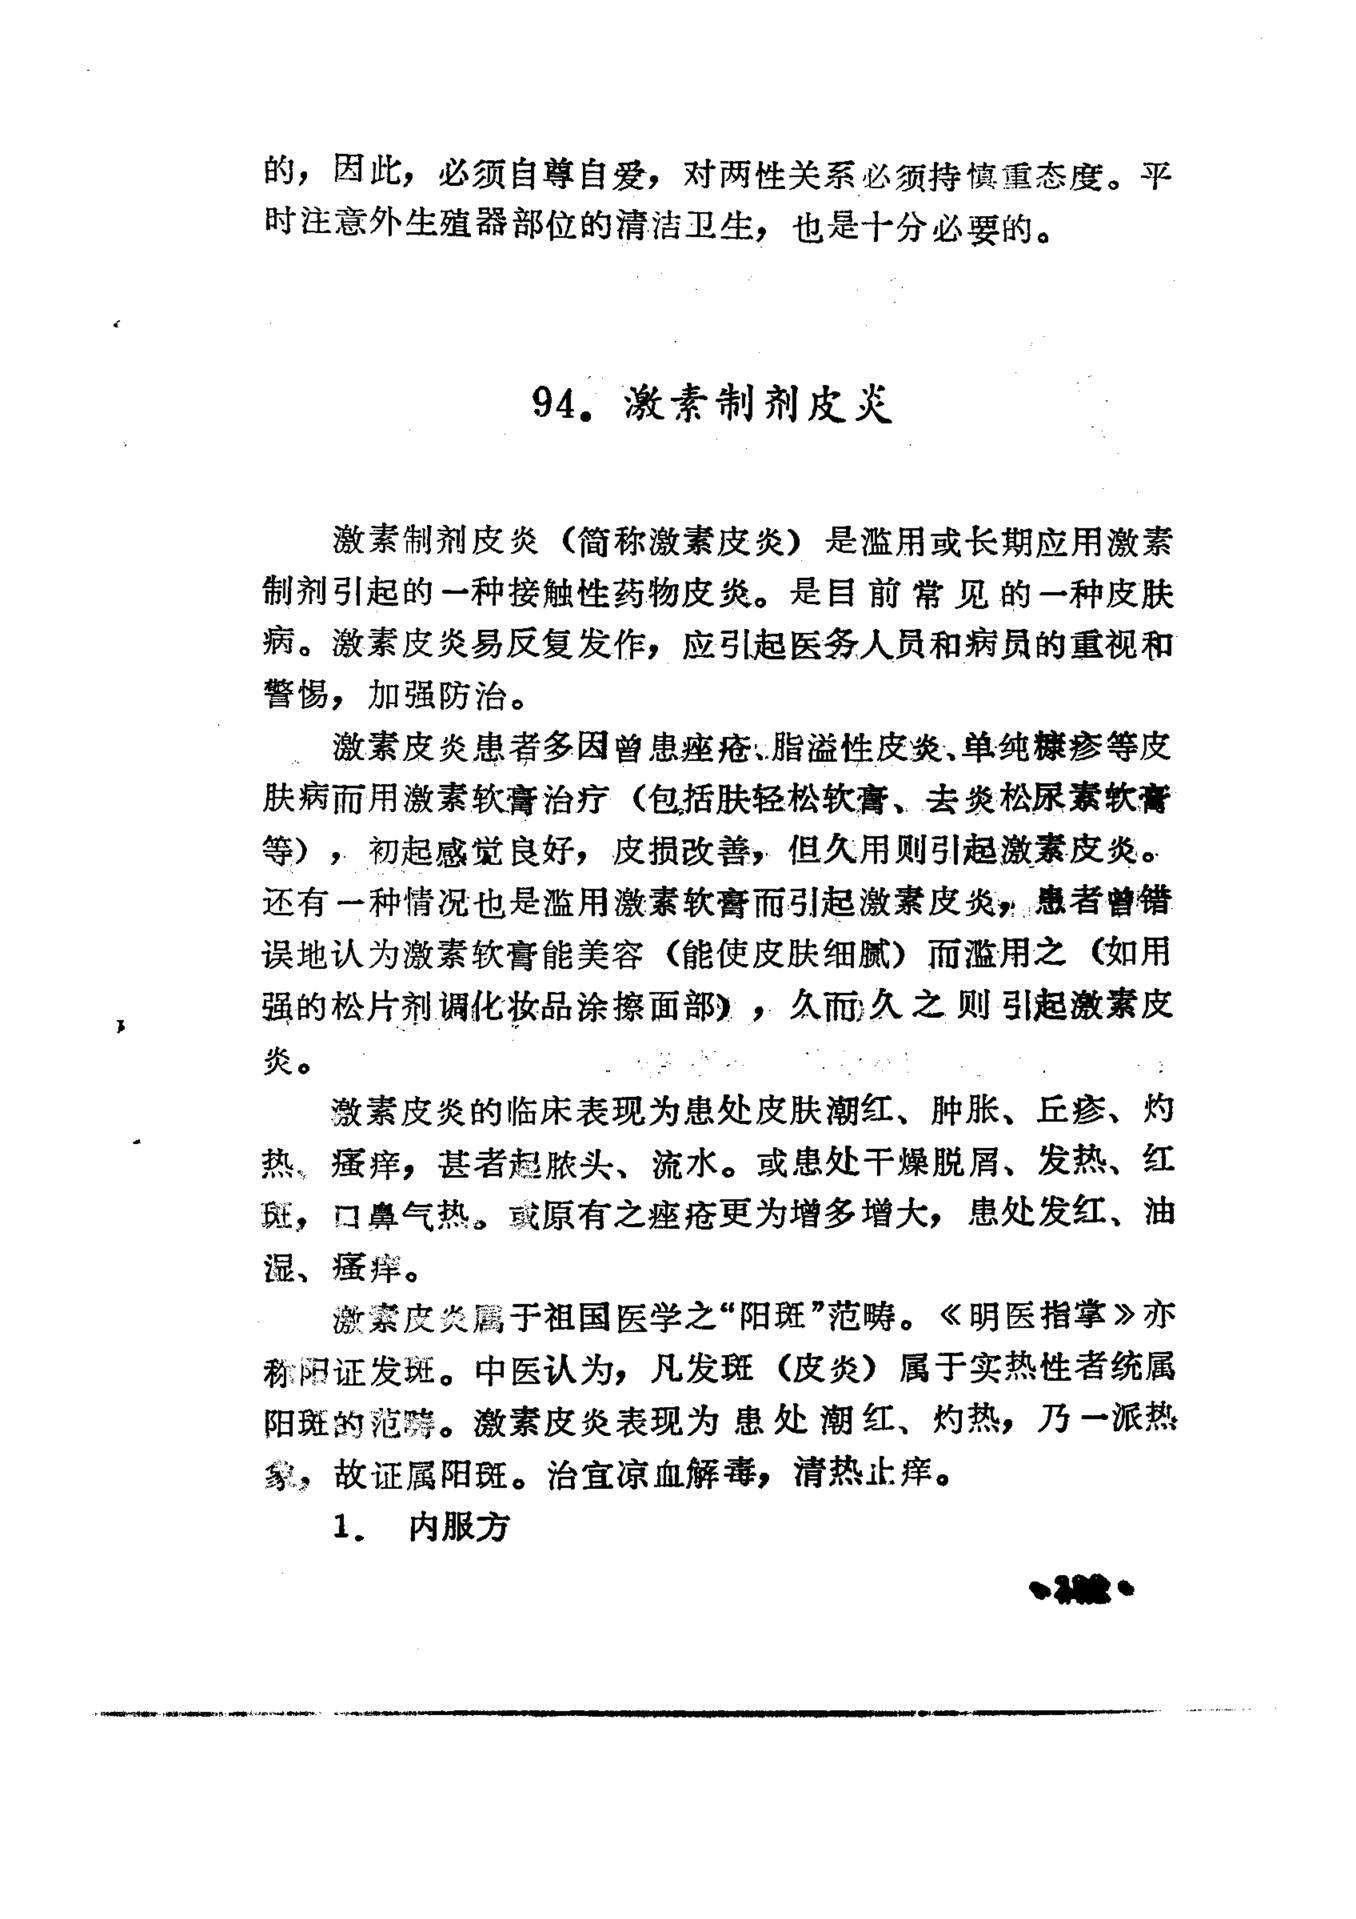 的，因此，必须自尊自爱，对两性关系必须持慎重态度。平
时注意外生殖器部位的清洁卫生，也是十分必要的。
94．激素制剂皮炎
激素制剂皮炎（简称激素皮炎）是滥用或长期应用激素
制剂引起的一种接触性药物皮炎。是目前常见的一种皮肤
病。激素皮炎易反复发作，应引起医务人员和病员的重视和
警惕，加强防治。
激素皮炎患者多因曾患痤疮、脂溢性皮炎、单纯糠疹等皮
肤病而用激素软膏治疗（包括肤轻松软膏、去炎松尿素软膏
等），初起感觉良好，皮损改善，但久用则引起激素皮炎。
还有一种情况也是滥用激素软膏而引起激素皮炎，患者曾错
误地认为激素软膏能美容（能使皮肤细腻）而滥用之（如用
强的松片剂调化妆品涂擦面部），久而久之则引起激素皮
炎。
激素皮炎的临床表现为患处皮肤潮红、肿胀、丘疹、灼
热、瘙痒，甚者起脓头、流水。或患处干燥脱屑、发热、红
斑，口鼻气热。或原有之痤疮更为增多增大，患处发红、油
湿、瘙痒。
激素皮炎属于祖国医学之“阳斑”范畴。《明医指掌》亦
称阳证发斑。中医认为，凡发斑（皮炎）属于实热性者统属
阳斑的范畴。激素皮炎表现为患处潮红、灼热，乃一派热
象，故证属阳斑。治宜凉血解毒，清热止痒。
1． 内服方